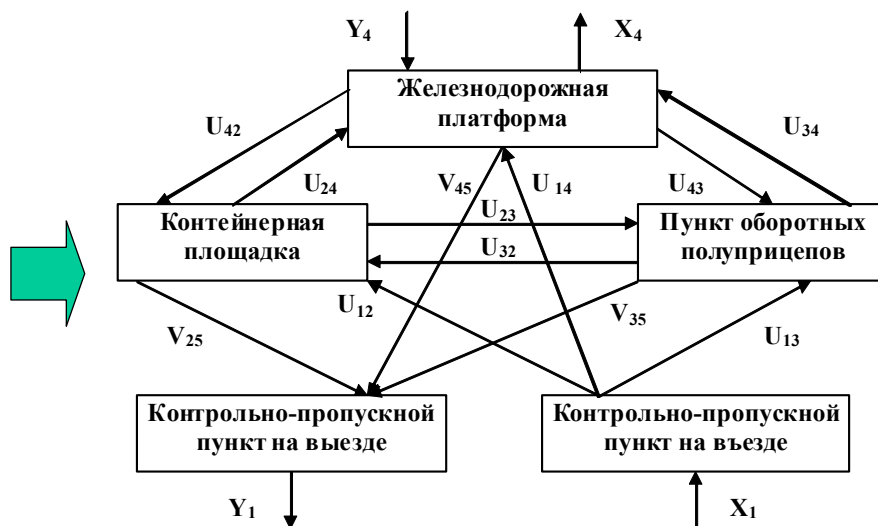 Y4
X4
Железнодорожная
платформа
U42
U34
U24
V45
U 14
U43
Контейнерная
площадка
U23
U32
Пункт оборотных
полуприцепов
U12
V35
V25
U13
Контрольно-пропускной
пункт на выезде
Контрольно-пропускной
пункт на въезде
Y1
X1